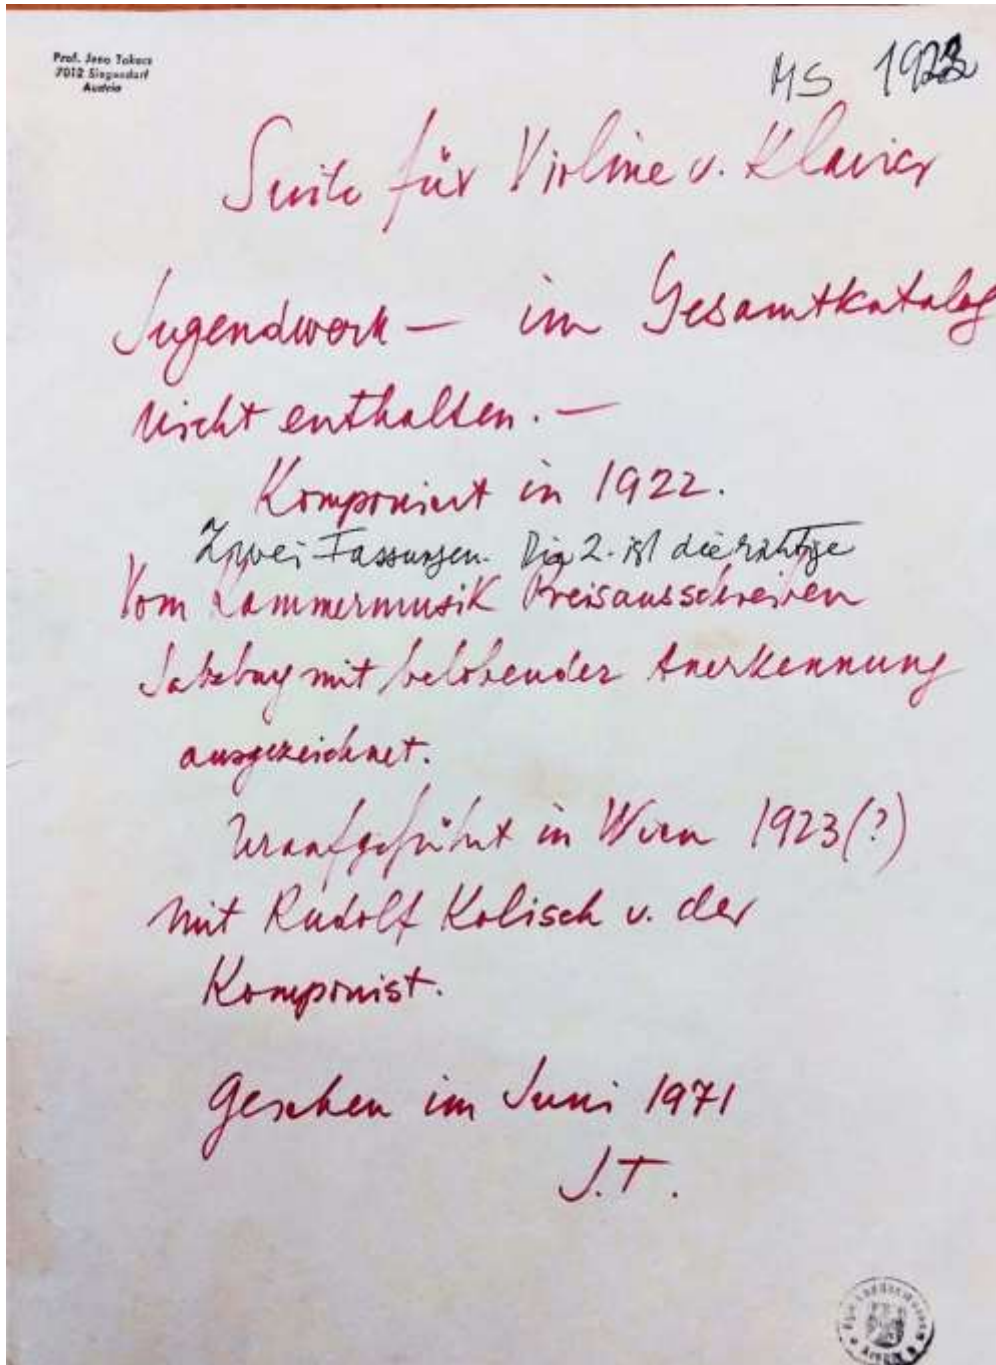 Prof. Jeno Takacs
7012 Siegendorf
Austria
MS 1922
Suite für Violine u. Klavier
Jugendwerk — im Gesamtkatalog
nicht enthalten. —
Komponiert in 1922.
Zwei Fassungen. Die 2. ist die richtige
Vom Kammermusik Preisausschreiben
Salzburg mit belobender Anerkennung
ausgezeichnet.
Uraufgeführt in Wien 1923 (?)
mit Rudolf Kolisch u. der
Komponist.
Gesehen im Juni 1971
J.T.